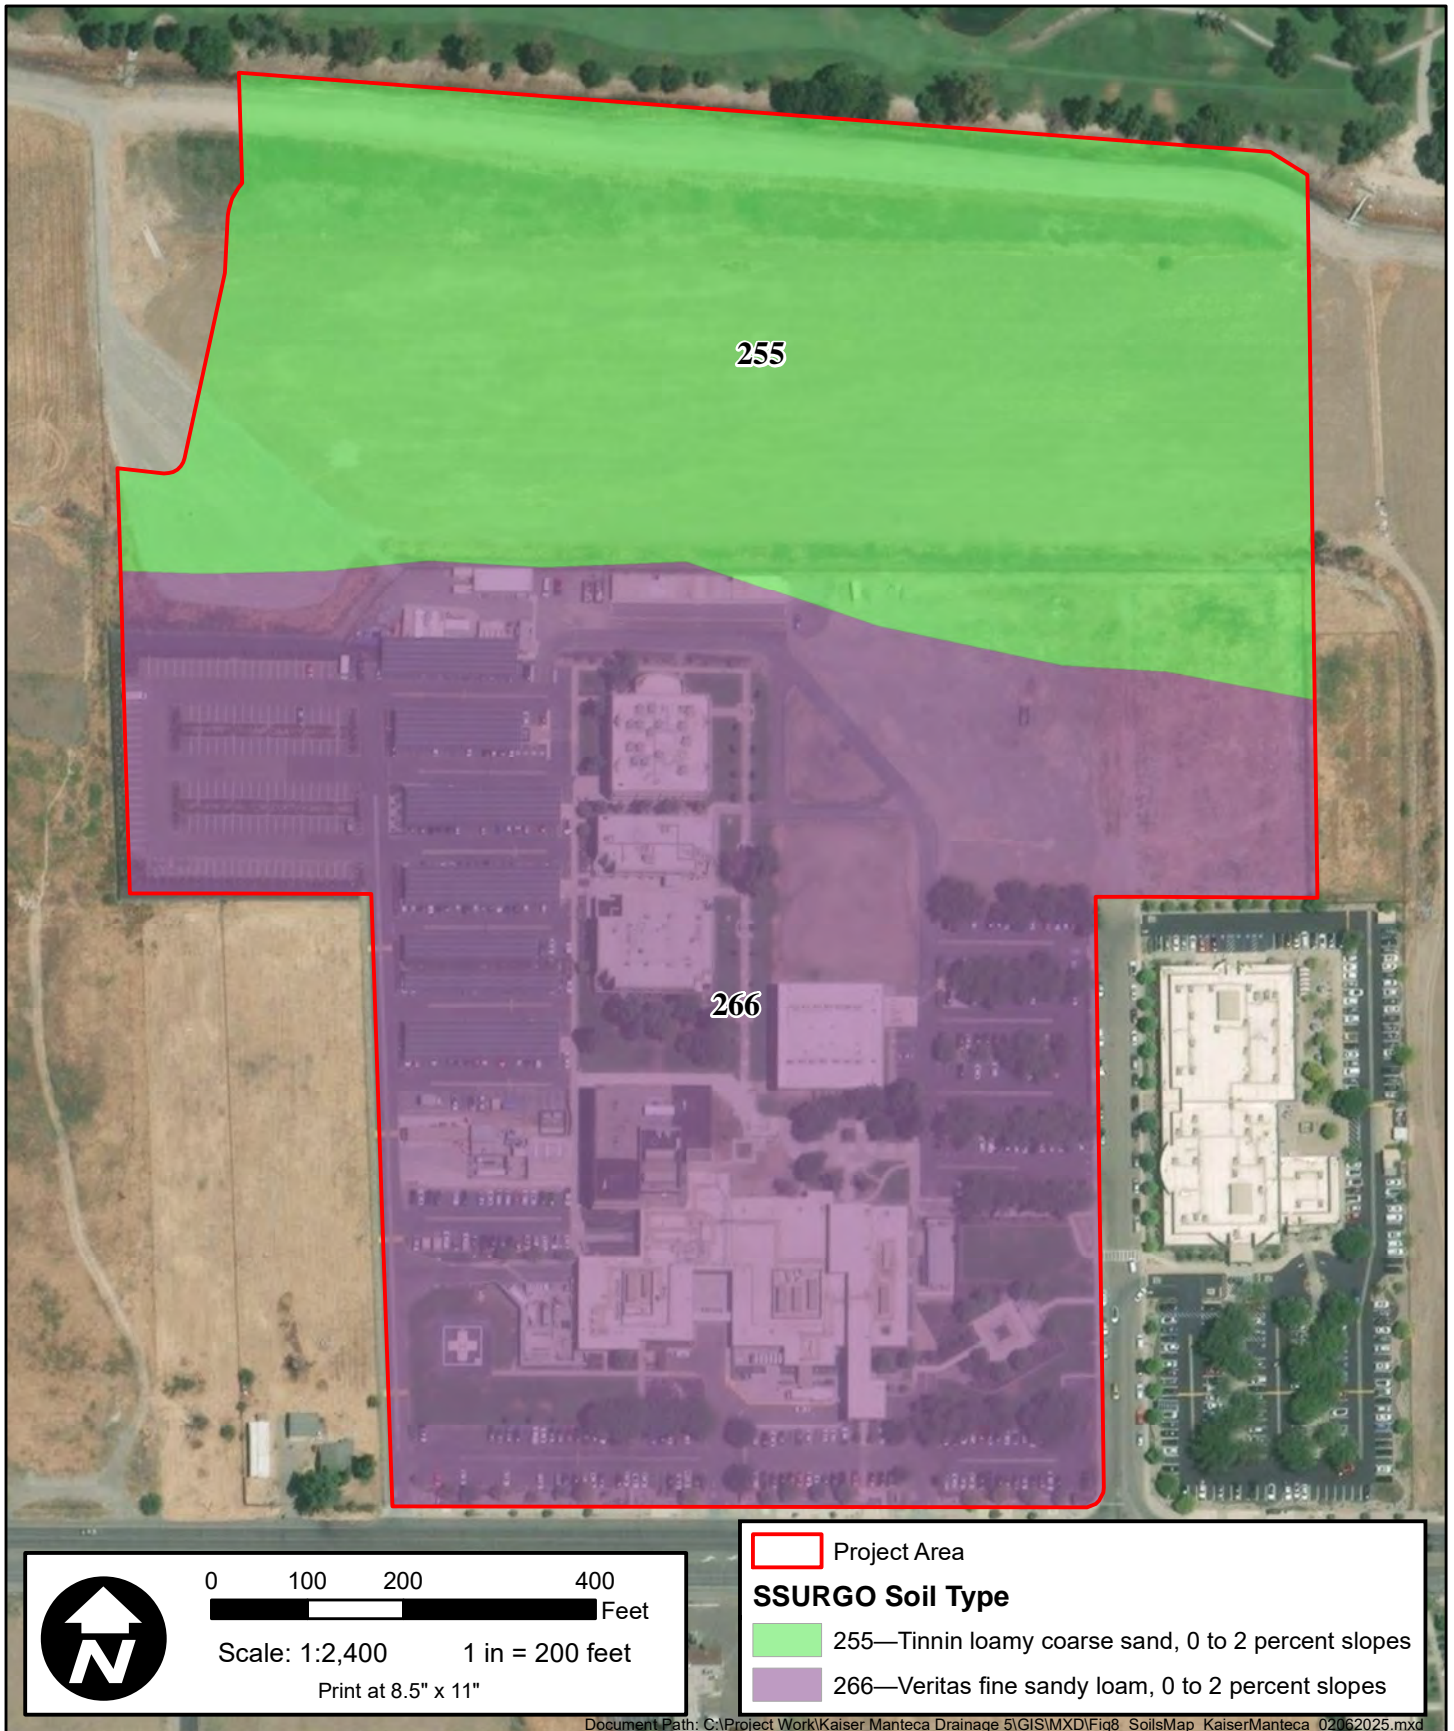 255
266
0 100 200 400
Feet
Scale: 1:2,400 1 in = 200 feet
Print at 8.5" x 11"
N
Project Area
SSURGO Soil Type
255—Tinnin loamy coarse sand, 0 to 2 percent slopes
266—Veritas fine sandy loam, 0 to 2 percent slopes
Document Path: C:\Project Work\Kaiser Manteca Drainage 5\GIS\MXD\Fig8_SoilsMap_KaiserManteca_02062025.mxd